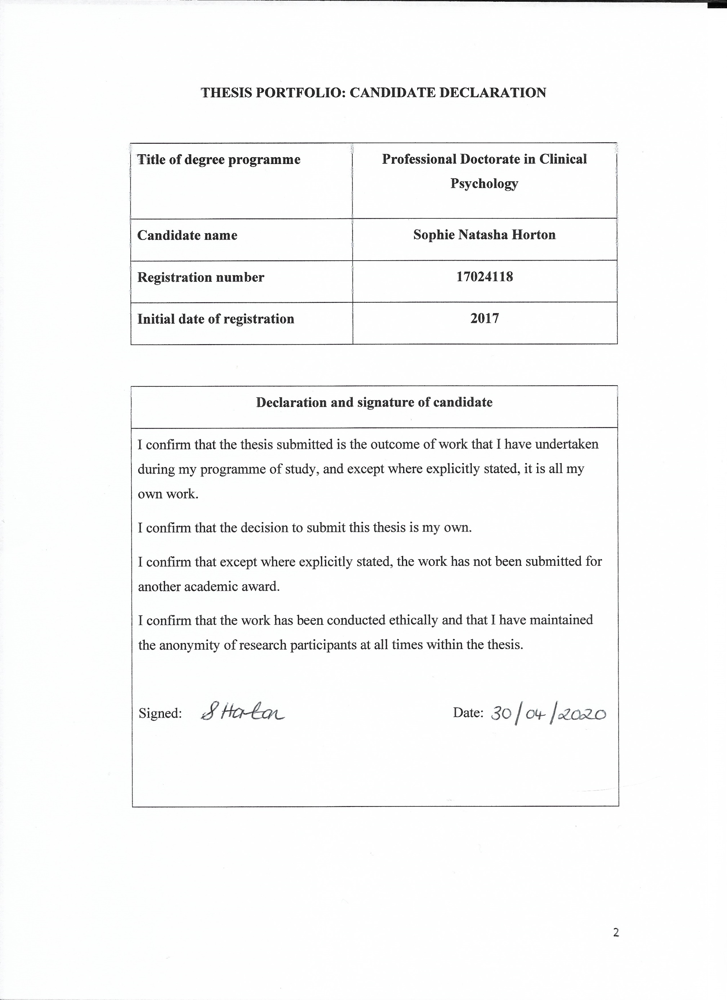 THESIS PORTFOLIO: CANDIDATE DECLARATION
Title of degree programme
Professional Doctorate in Clinical
Psychology
Candidate name
Sophie Natasha Horton
Registration number
17024118
Initial date of registration
2017
Declaration and signature of candidate
I confirm that the thesis submitted is the outcome of work that I have undertaken
during my programme of study, and except where explicitly stated, it is all my
own work.
I confirm that the decision to submit this thesis is my own.
I confirm that except where explicitly stated, the work has not been submitted for
another academic award.
I confirm that the work has been conducted ethically and that I have maintained
the anonymity of research participants at all times within the thesis.
Signed: S Horton Date: 30/04/2020
2